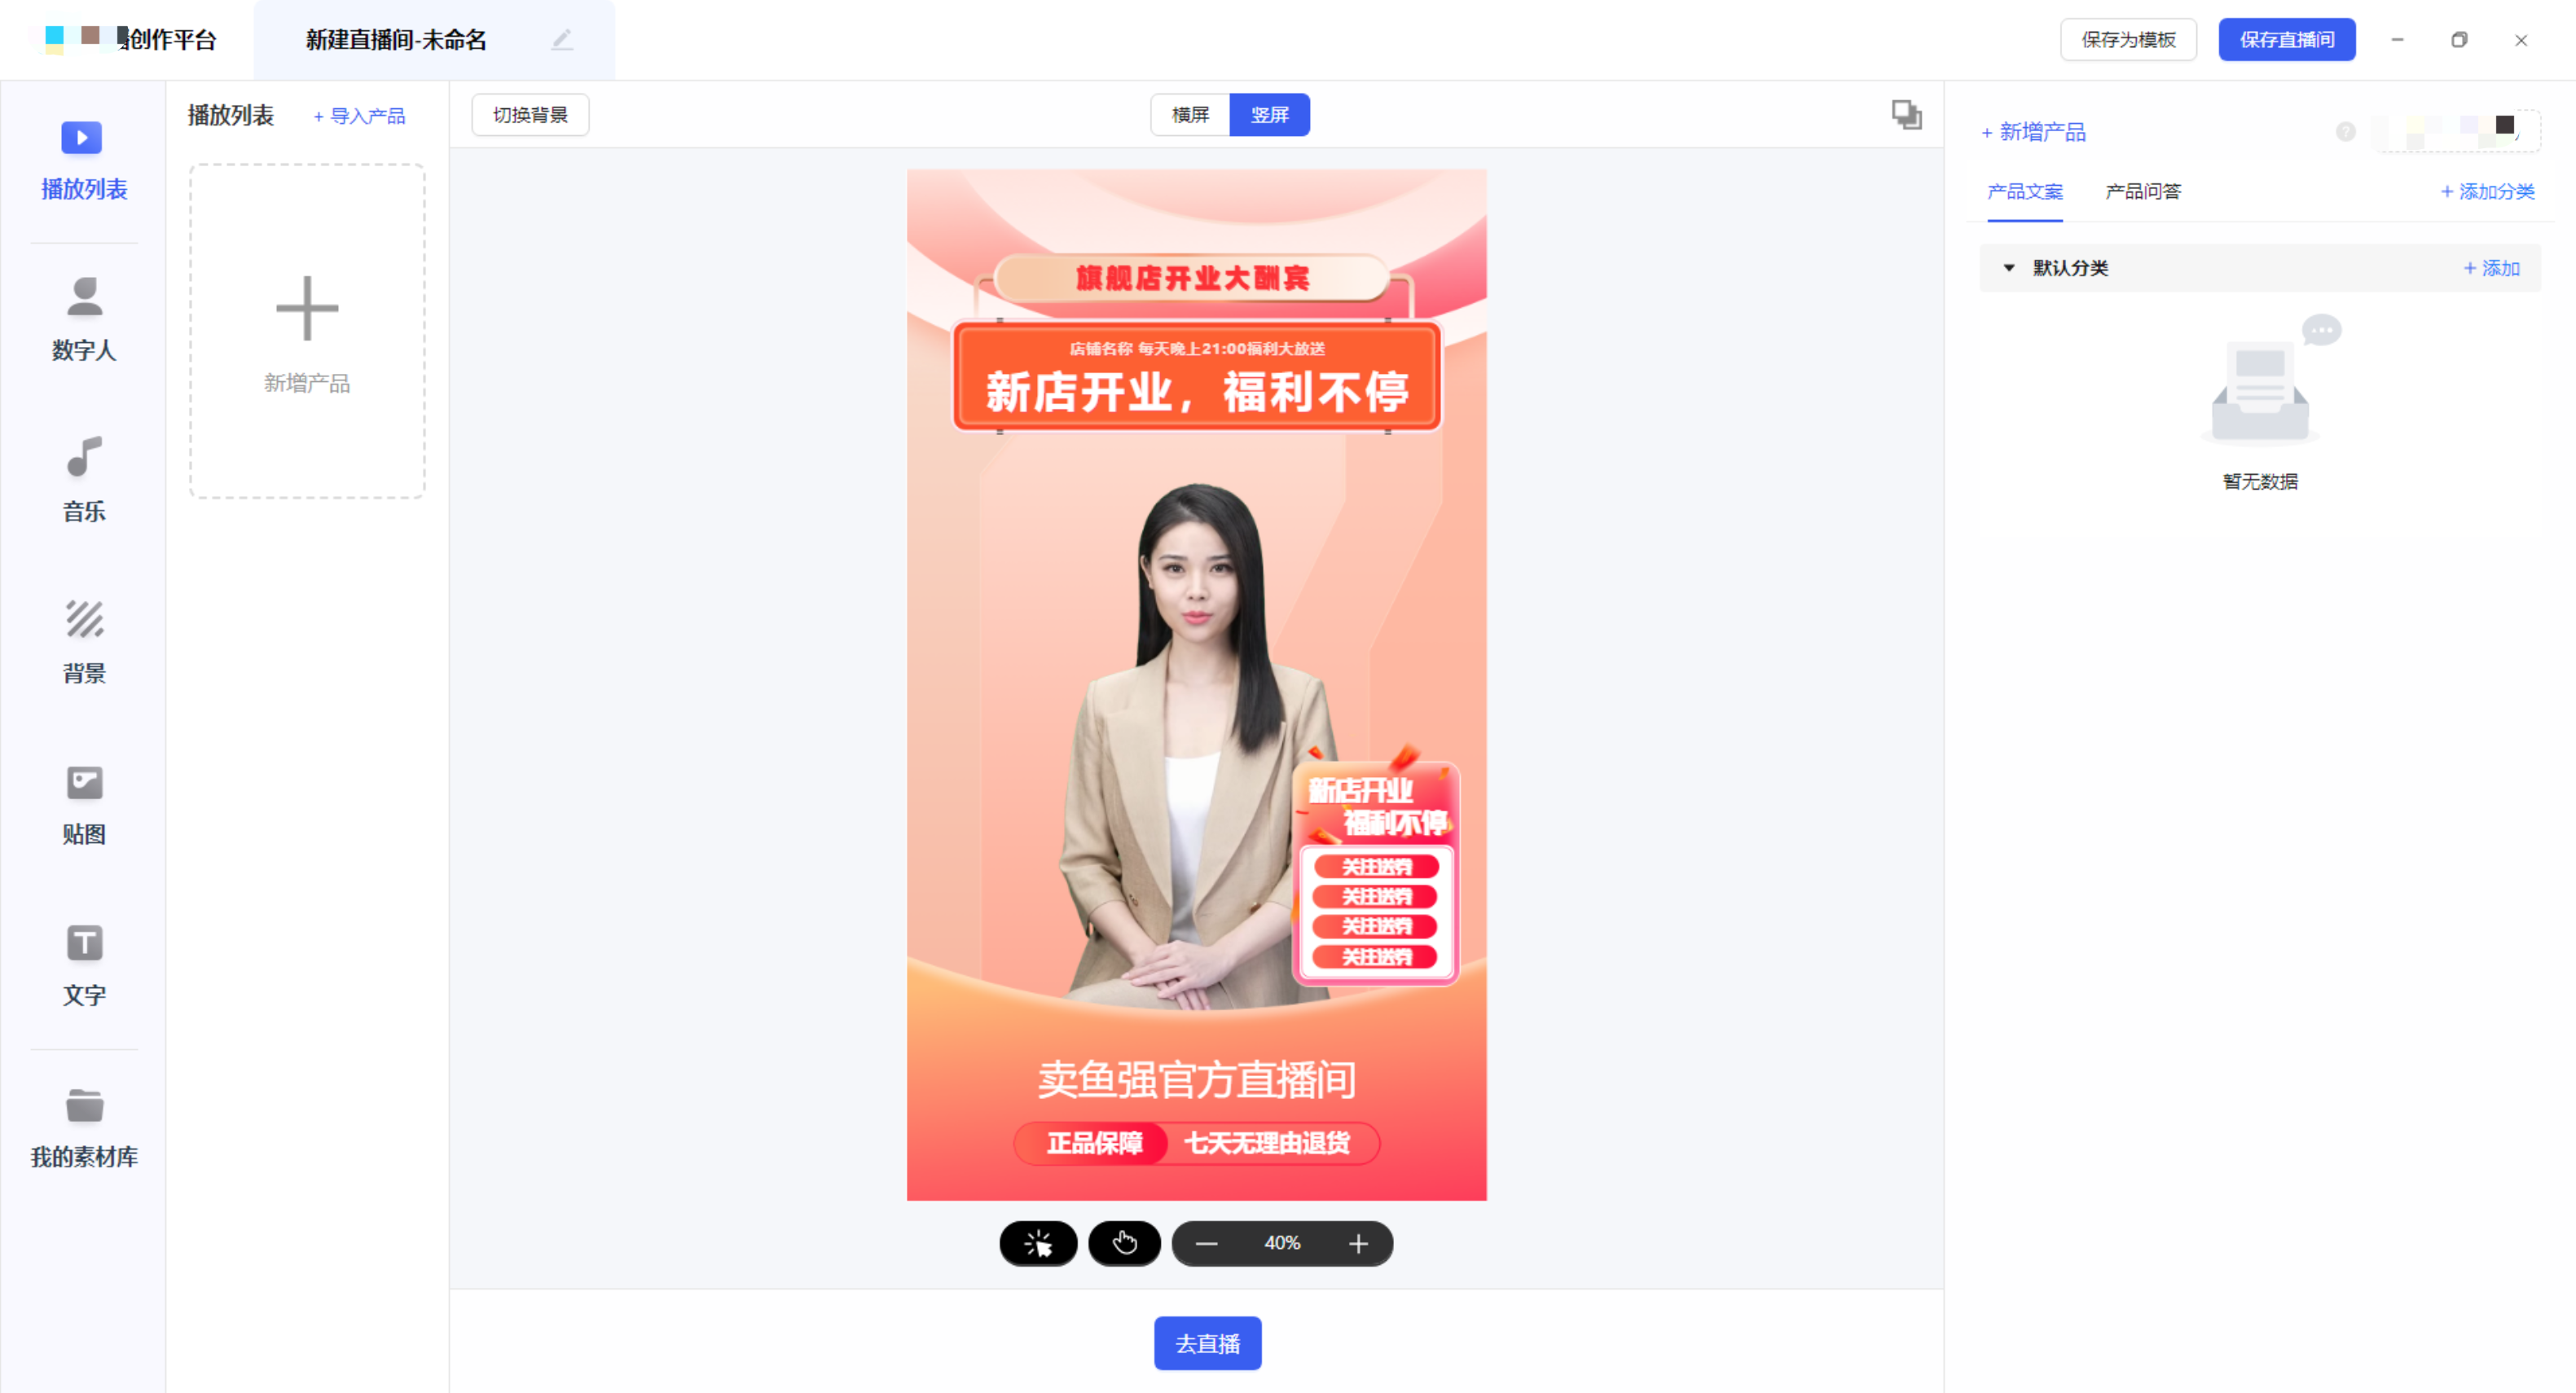 创作平台
新建直播间-未命名
保存为模板
保存直播间
播放列表
数字人
音乐
背景
贴图
文字
我的素材库
播放列表
+ 导入产品
新增产品
切换背景
横屏
竖屏
旗舰店开业大酬宾
店铺名称 每天晚上21:00福利大放送
新店开业，福利不停
新店开业
福利不停
关注送券
关注送券
关注送券
关注送券
卖鱼强官方直播间
正品保障 七天无理由退货
40%
去直播
+ 新增产品
产品文案
产品问答
+ 添加分类
默认分类
+ 添加
暂无数据